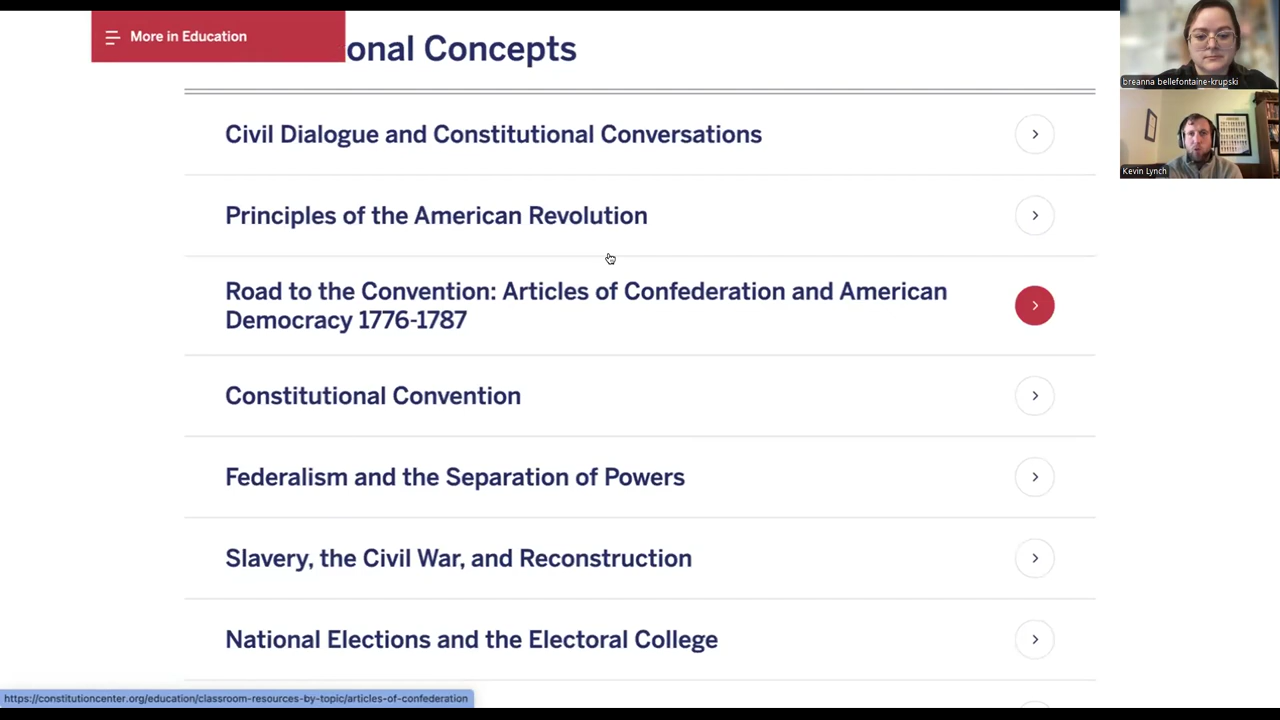 More in Education
onal Concepts
breanna bellefontaine-krupski
Kevin Lynch
Civil Dialogue and Constitutional Conversations
Principles of the American Revolution
Road to the Convention: Articles of Confederation and American
Democracy 1776-1787
Constitutional Convention
Federalism and the Separation of Powers
Slavery, the Civil War, and Reconstruction
National Elections and the Electoral College
https://constitutioncenter.org/education/classroom-resources-by-topic/articles-of-confederation